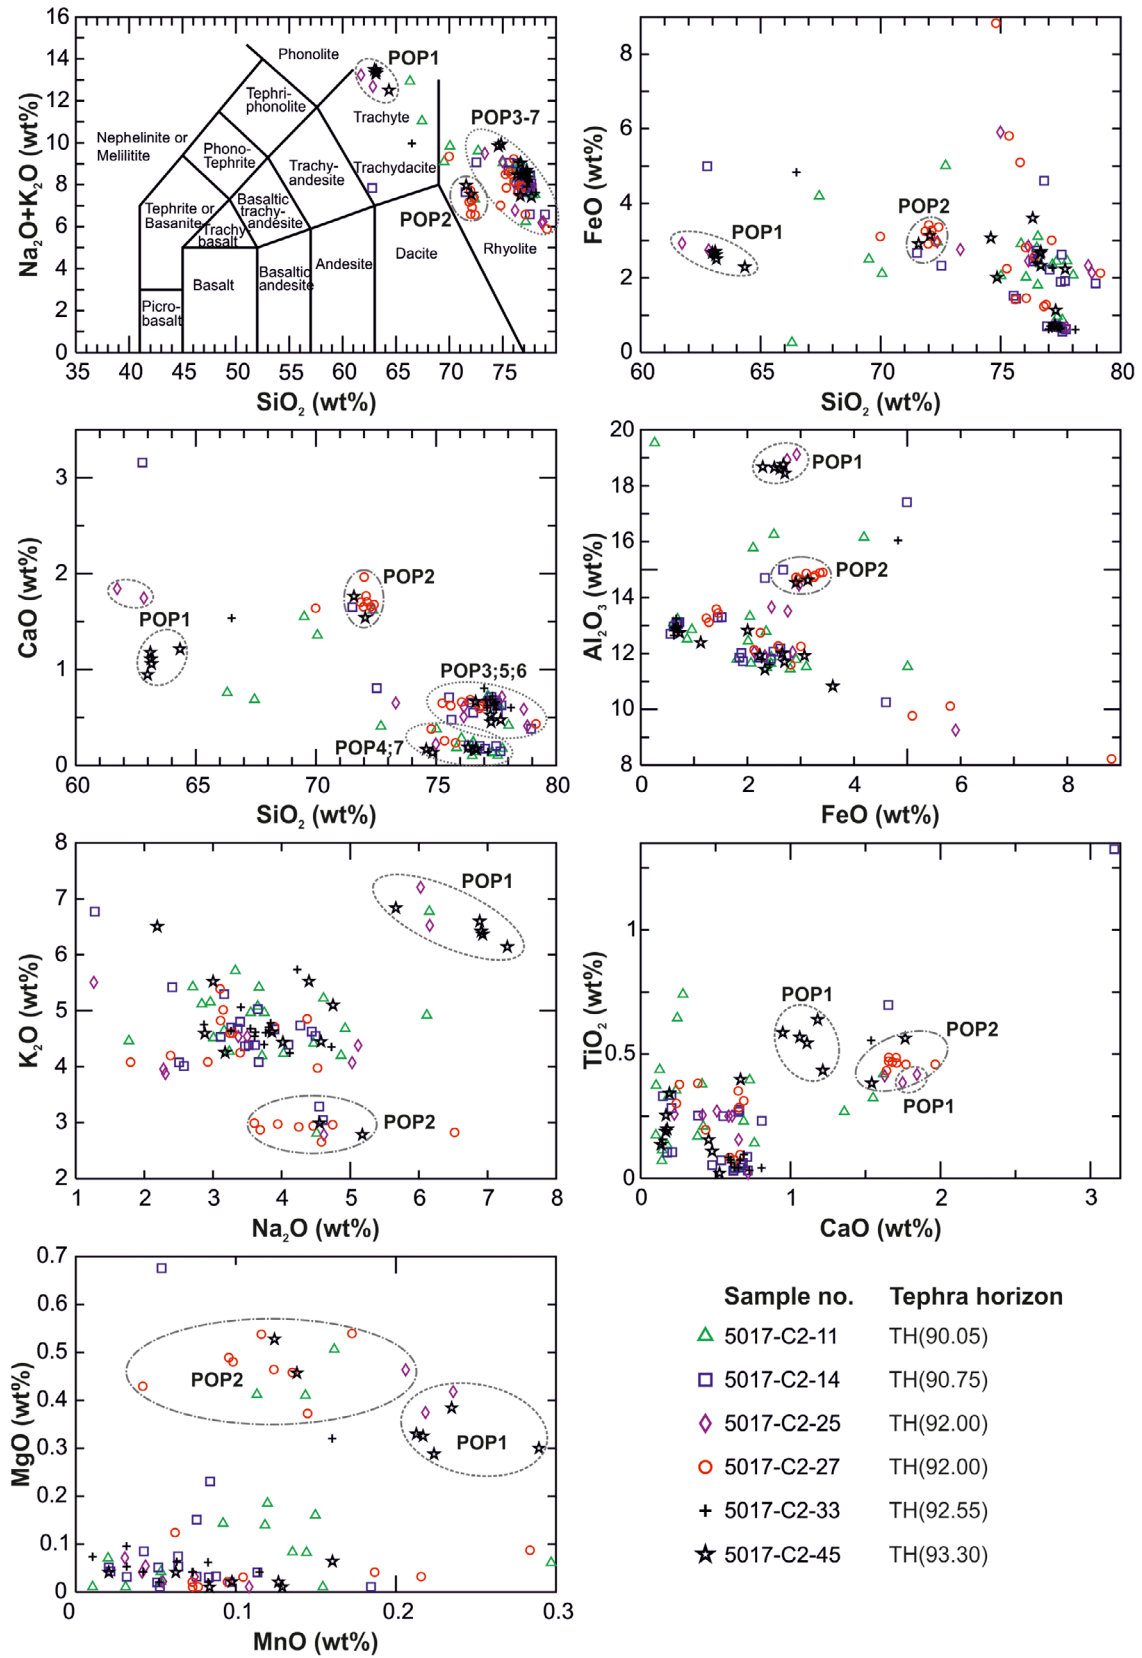 16
14
12
10
8
6
4
2
0
Na₂O+K₂O (wt%)
Phonolite
POP1
Tephri-
phonolite
Trachyte
POP3-7
Nephelinite or
Melilitite
Phono-
Tephrite
Trachy-
andesite
Trachydacite
Basaltic
trachy-
andesite
Tephrite or
Basanite
Trachy
basalt
POP2
Rhyolite
Dacite
Andesite
Basaltic
andesite
Basalt
Picro-
basalt
35 40 45 50 55 60 65 70 75
SiO₂ (wt%)
8
6
4
2
0
FeO (wt%)
POP2
POP1
60 65 70 75 80
SiO₂ (wt%)
3
2
1
0
CaO (wt%)
POP2
POP1
POP3;5;6
POP4;7
60 65 70 75 80
SiO₂ (wt%)
20
18
16
14
12
10
8
Al₂O₃ (wt%)
POP1
POP2
0 2 4 6 8
FeO (wt%)
8
7
6
5
4
3
2
K₂O (wt%)
POP1
POP2
1 2 3 4 5 6 7 8
Na₂O (wt%)
1
0.5
0
TiO₂ (wt%)
POP1
POP2
POP1
0 1 2 3
CaO (wt%)
0.7
0.6
0.5
0.4
0.3
0.2
0.1
0
MgO (wt%)
POP2
POP1
0 0.1 0.2 0.3
MnO (wt%)
Sample no. Tephra horizon
5017-C2-11 TH(90.05)
5017-C2-14 TH(90.75)
5017-C2-25 TH(92.00)
5017-C2-27 TH(92.00)
5017-C2-33 TH(92.55)
5017-C2-45 TH(93.30)